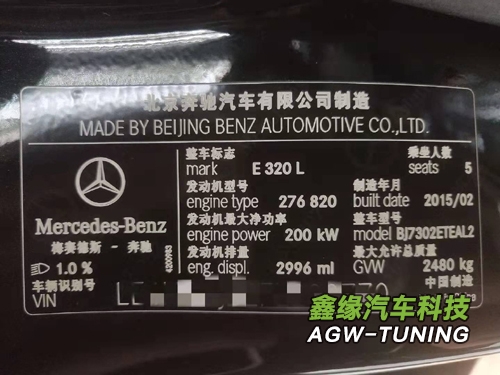 北京奔驰汽车有限公司制造
MADE BY BEIJING BENZ AUTOMOTIVE CO.,LTD.
整车标志 乘坐人数
mark E 320 L seats 5
发动机型号 制造年月
engine type 276 820 built date 2015/02
发动机最大净功率 整车型号
engine power 200 kW model BJ7302ETEAL2
发动机排量 最大允许总质量
eng. displ. 2996 ml GVW 2480 kg
Mercedes-Benz
梅赛德斯 - 奔驰
1.0 %
4200983
车辆识别号 中国制造
VIN
鑫缘汽车科技
AGW-TUNING